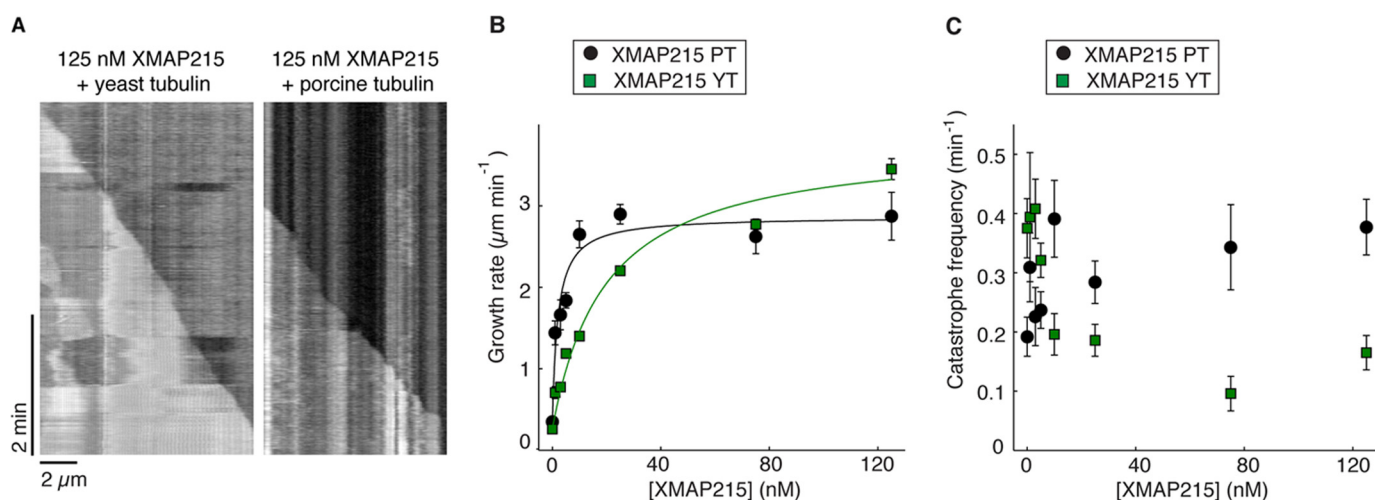 A
125 nM XMAP215
+ yeast tubulin
125 nM XMAP215
+ porcine tubulin
2 min
2 µm
B
XMAP215 PT
XMAP215 YT
Growth rate (µm min⁻¹)
3
2
1
0
0 40 80 120
[XMAP215] (nM)
C
XMAP215 PT
XMAP215 YT
Catastrophe frequency (min⁻¹)
0.5
0.4
0.3
0.2
0.1
0
0 40 80 120
[XMAP215] (nM)